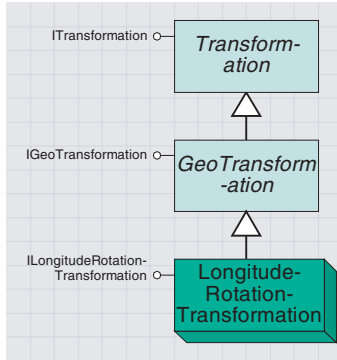 ITransformation
Transform-
ation
IGeoTransformation
GeoTransform
-ation
ILongitudeRotation-
Transformation
Longitude-
Rotation-
Transformation